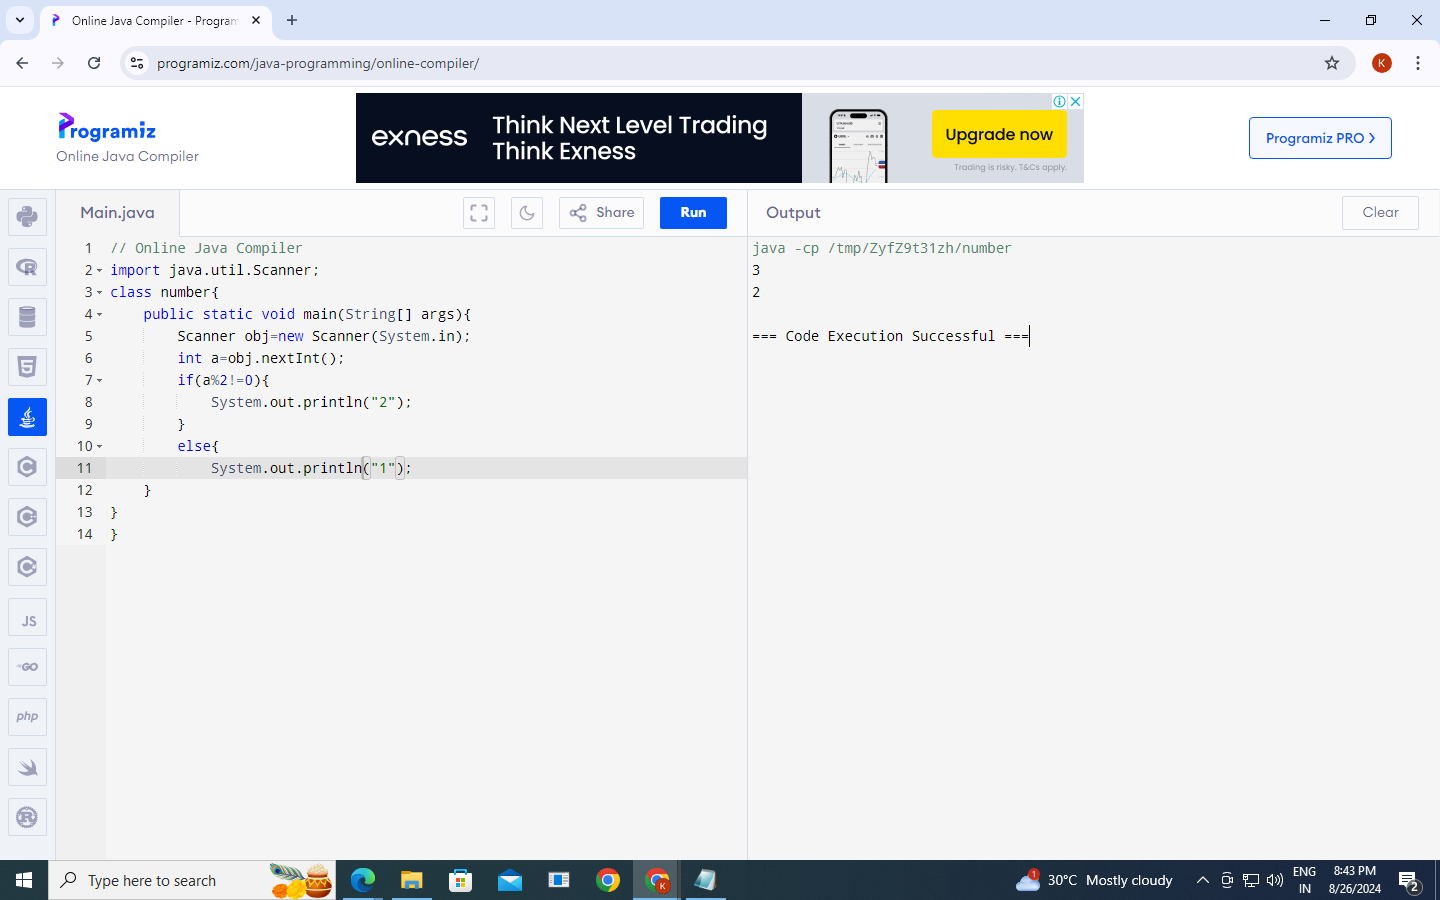 Online Java Compiler - Program
programiz.com/java-programming/online-compiler/
K
Programiz
Online Java Compiler
exness
Think Next Level Trading
Think Exness
Upgrade now
Trading is risky. T&Cs apply.
Programiz PRO >
Main.java
Share
Run
Output
Clear
1 // Online Java Compiler
2 import java.util.Scanner;
3 class number{
4 public static void main(String[] args){
5 Scanner obj=new Scanner(System.in);
6 int a=obj.nextInt();
7 if(a%2!=0){
8 System.out.println("2");
9 }
10 else{
11 System.out.println("1");
12 }
13 }
14 }
java -cp /tmp/ZyfZ9t31zh/number
3
2
=== Code Execution Successful ===
JS
GO
php
Type here to search
K
1
30°C Mostly cloudy
ENG
IN
8:43 PM
8/26/2024
2